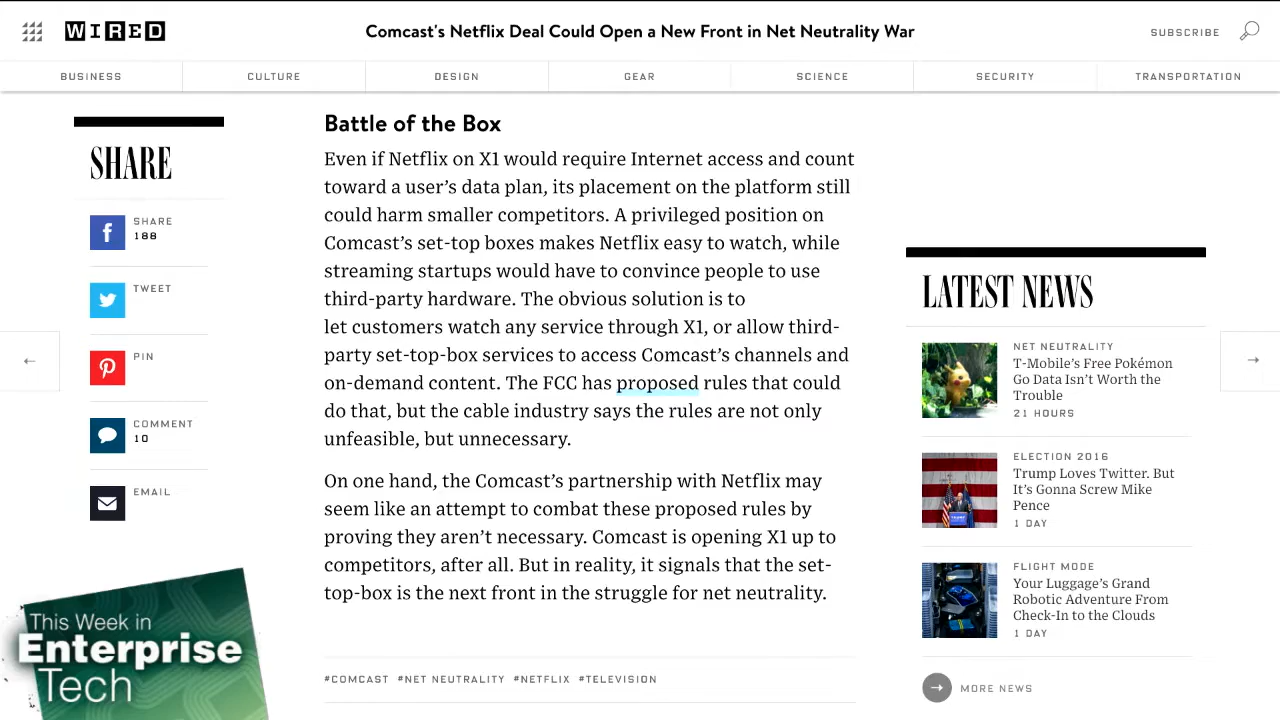 WIRED
Comcast's Netflix Deal Could Open a New Front in Net Neutrality War
SUBSCRIBE
BUSINESS
CULTURE
DESIGN
GEAR
SCIENCE
SECURITY
TRANSPORTATION
SHARE
SHARE
188
TWEET
PIN
COMMENT
10
EMAIL
Battle of the Box
Even if Netflix on X1 would require Internet access and count
toward a user’s data plan, its placement on the platform still
could harm smaller competitors. A privileged position on
Comcast’s set-top boxes makes Netflix easy to watch, while
streaming startups would have to convince people to use
third-party hardware. The obvious solution is to
let customers watch any service through X1, or allow third-
party set-top-box services to access Comcast’s channels and
on-demand content. The FCC has proposed rules that could
do that, but the cable industry says the rules are not only
unfeasible, but unnecessary.
On one hand, the Comcast’s partnership with Netflix may
seem like an attempt to combat these proposed rules by
proving they aren’t necessary. Comcast is opening X1 up to
competitors, after all. But in reality, it signals that the set-
top-box is the next front in the struggle for net neutrality.
#COMCAST #NET NEUTRALITY #NETFLIX #TELEVISION
LATEST NEWS
NET NEUTRALITY
T-Mobile’s Free Pokémon
Go Data Isn’t Worth the
Trouble
21 HOURS
ELECTION 2016
Trump Loves Twitter. But
It’s Gonna Screw Mike
Pence
1 DAY
FLIGHT MODE
Your Luggage’s Grand
Robotic Adventure From
Check-In to the Clouds
1 DAY
MORE NEWS
This Week in
Enterprise
Tech